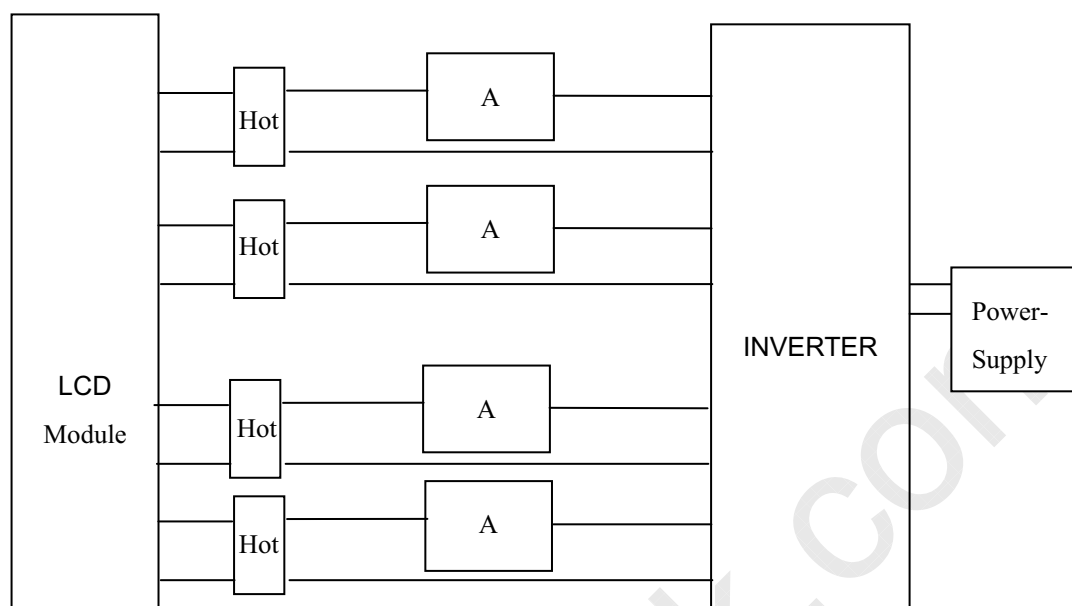 A
Hot
A
Hot
Power-
Supply
INVERTER
LCD
Module
A
Hot
A
Hot